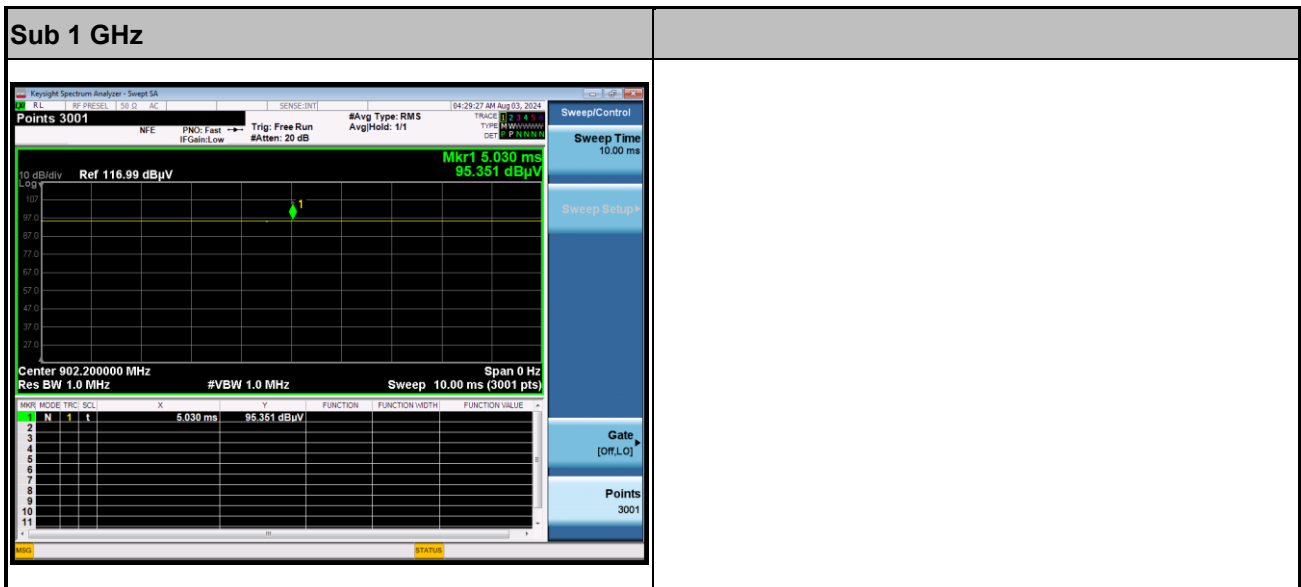 Sub 1 GHz
Keysight Spectrum Analyzer - Swept SA
RL RF PRESEL 50 Ω AC SENSE:INT 04:29:27 AM Aug 03, 2024
Points 3001
NFE
PNO: Fast
IFGain:Low
Trig: Free Run
#Atten: 20 dB
#Avg Type: RMS
Avg|Hold: 1/1
TRACE 1 2 3 4 5 6
TYPE M W W W W W
DET P P N N N N
Mkr1 5.030 ms
95.351 dBµV
10 dB/div Ref 116.99 dBµV
Log
107
97.0
87.0
77.0
67.0
57.0
47.0
37.0
27.0
1
Center 902.200000 MHz Span 0 Hz
Res BW 1.0 MHz #VBW 1.0 MHz Sweep 10.00 ms (3001 pts)
MKR MODE TRC SCL X Y FUNCTION FUNCTION WIDTH FUNCTION VALUE
1 N 1 t 5.030 ms 95.351 dBµV
2
3
4
5
6
7
8
9
10
11
MSG STATUS
Sweep/Control
Sweep Time
10.00 ms
Sweep Setup
Gate
[Off,LO]
Points
3001